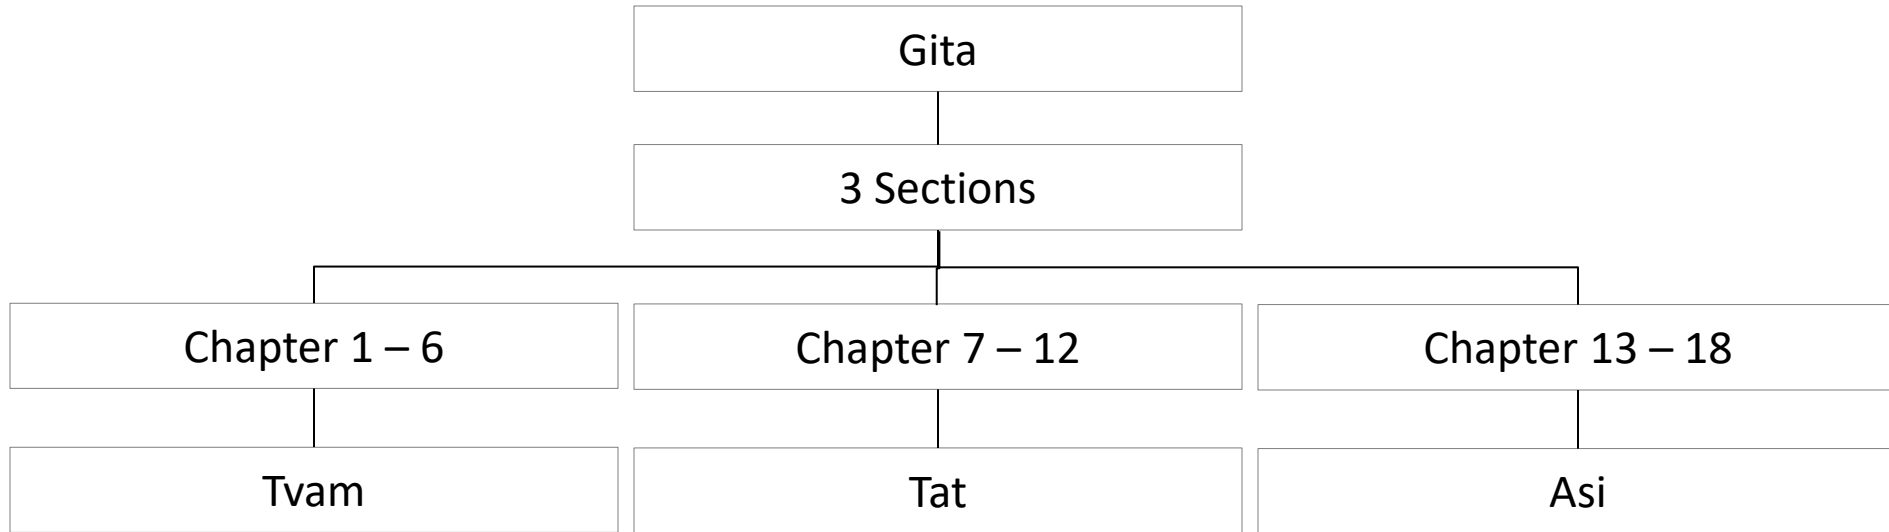 Gita
3 Sections
Chapter 1 – 6
Chapter 7 – 12
Chapter 13 – 18
Tvam
Tat
Asi